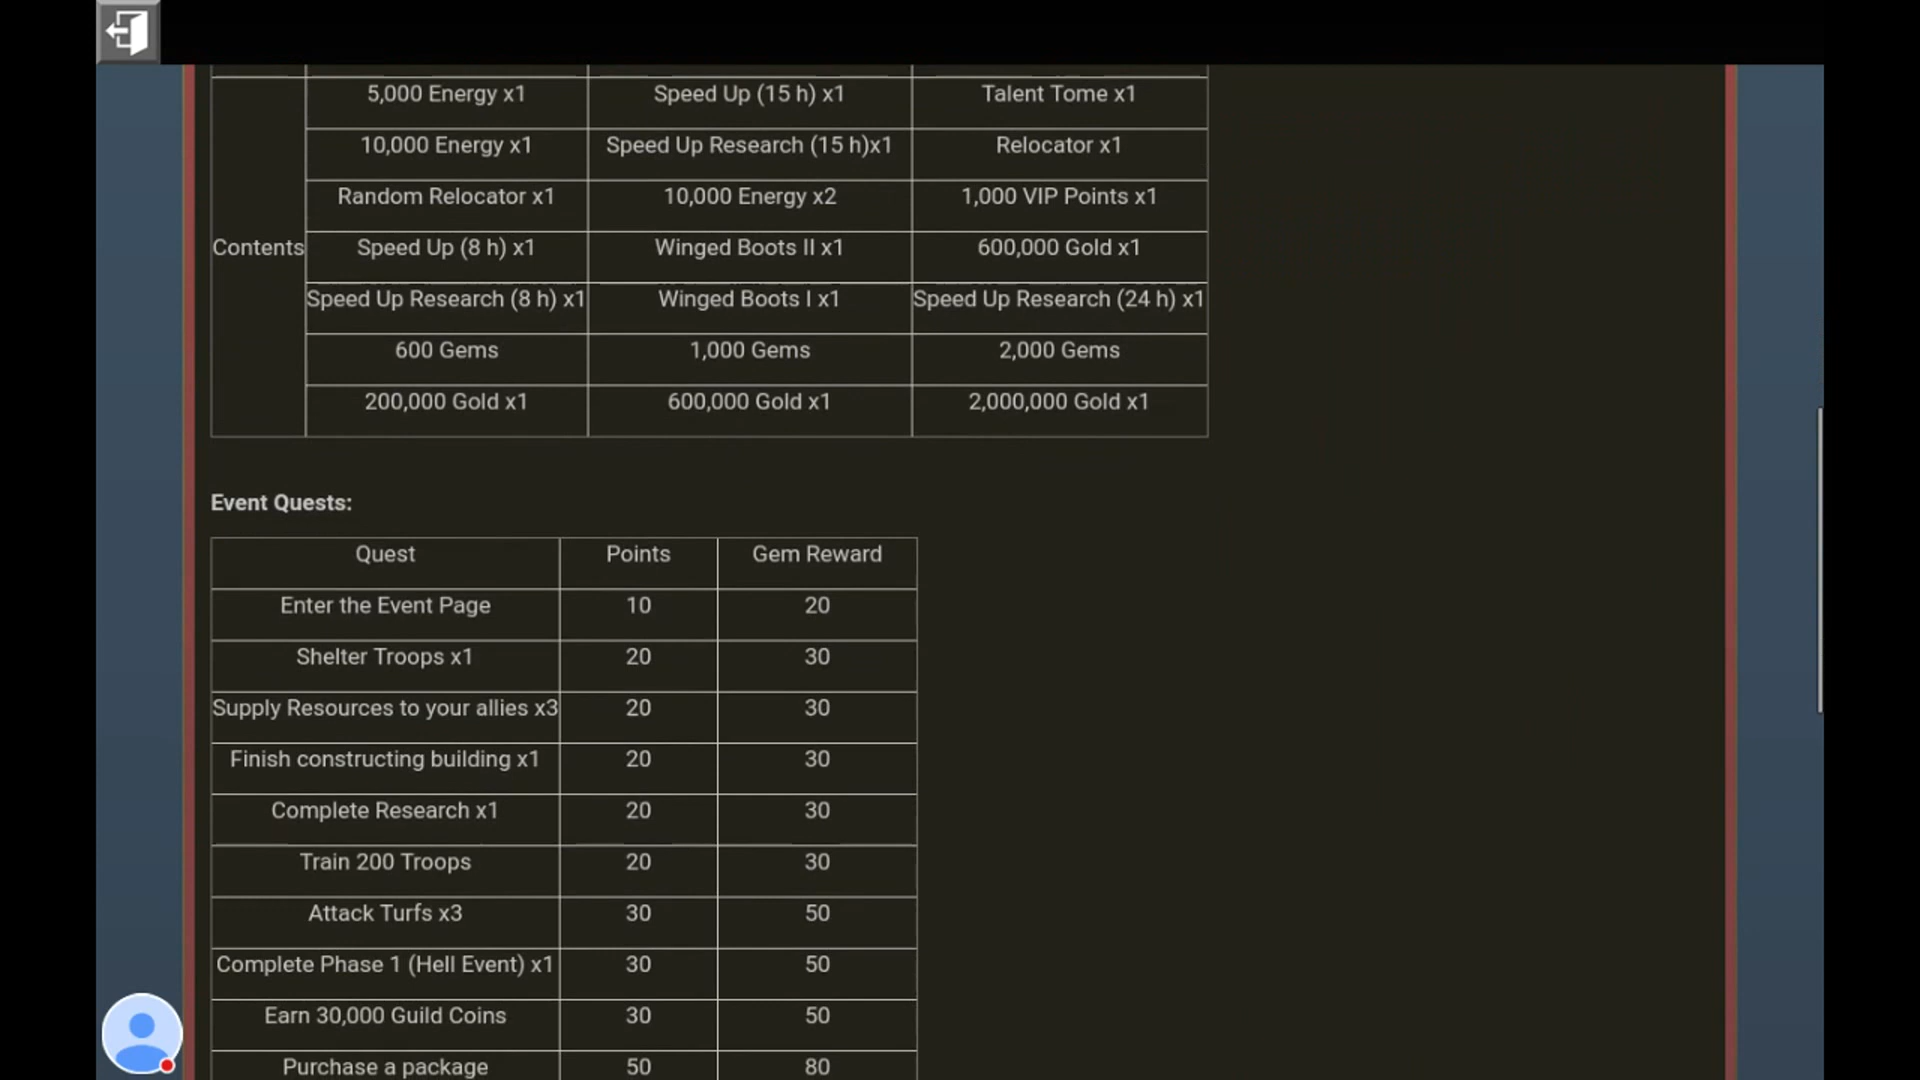 5,000 Energy x1 Speed Up (15 h) x1 Talent Tome x1
10,000 Energy x1 Speed Up Research (15 h)x1 Relocator x1
Random Relocator x1 10,000 Energy x2 1,000 VIP Points x1
Contents Speed Up (8 h) x1 Winged Boots II x1 600,000 Gold x1
Speed Up Research (8 h) x1 Winged Boots I x1 Speed Up Research (24 h) x1
600 Gems 1,000 Gems 2,000 Gems
200,000 Gold x1 600,000 Gold x1 2,000,000 Gold x1
Event Quests:
Quest Points Gem Reward
Enter the Event Page 10 20
Shelter Troops x1 20 30
Supply Resources to your allies x3 20 30
Finish constructing building x1 20 30
Complete Research x1 20 30
Train 200 Troops 20 30
Attack Turfs x3 30 50
Complete Phase 1 (Hell Event) x1 30 50
Earn 30,000 Guild Coins 30 50
Purchase a package 50 80